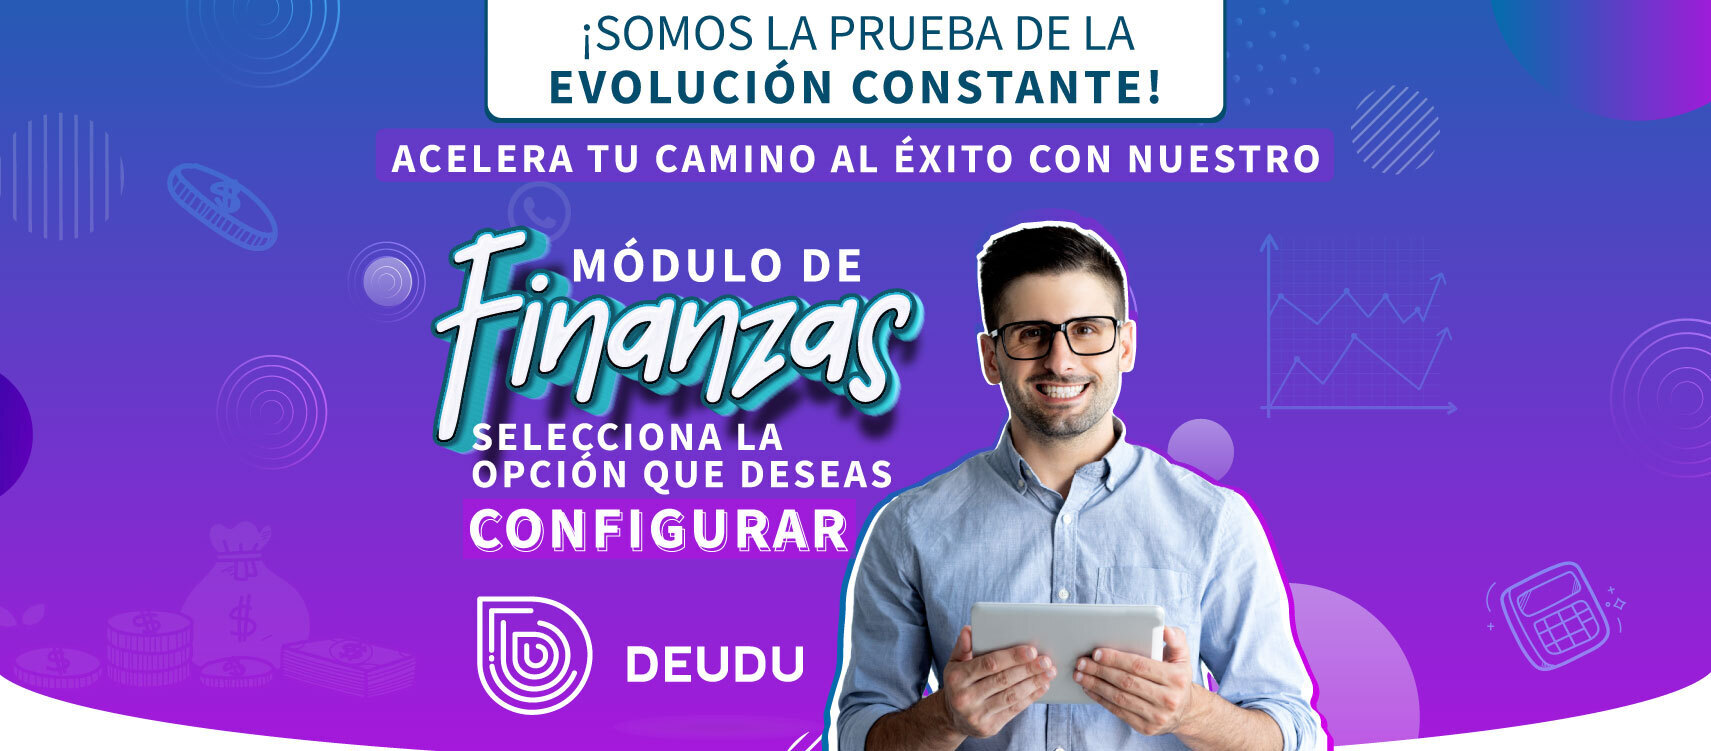 ¡SOMOS LA PRUEBA DE LA
EVOLUCIÓN CONSTANTE!
ACELERA TU CAMINO AL ÉXITO CON NUESTRO
MÓDULO DE
Finanzas
SELECCIONA LA
OPCIÓN QUE DESEAS
CONFIGURAR
DEUDU